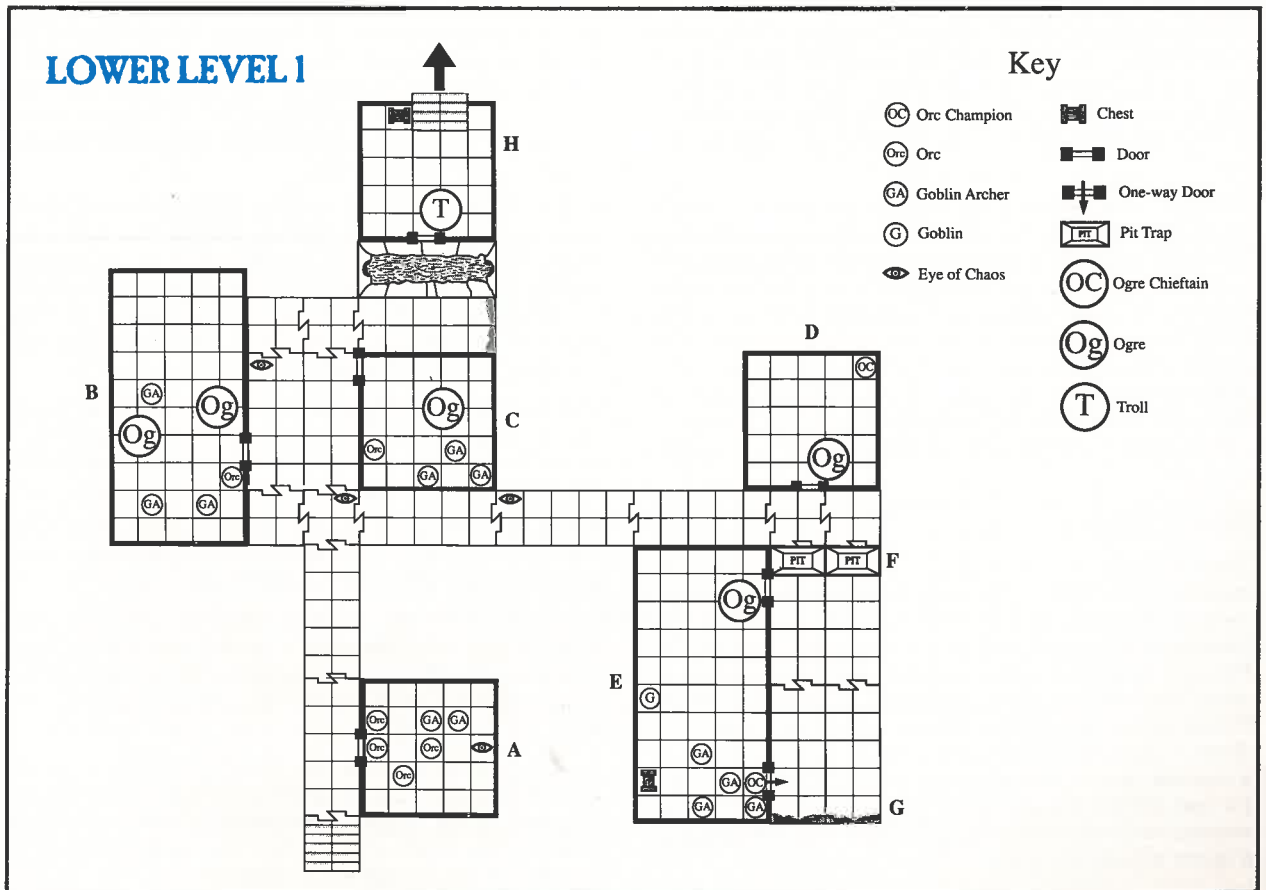 LOWER LEVEL 1
Key
OC Orc Champion
Chest
Orc Orc
Door
GA Goblin Archer
One-way Door
G Goblin
PIT Pit Trap
Eye of Chaos
OC Ogre Chieftain
Og Ogre
T Troll
H
T
D
OC
B
GA
Og
Og
Og
C
Og
Orc
GA
Orc
GA
GA
GA
GA
PIT
PIT
F
Og
E
G
Orc
GA
GA
Orc
Orc
A
Orc
GA
GA
OC
GA
GA
G